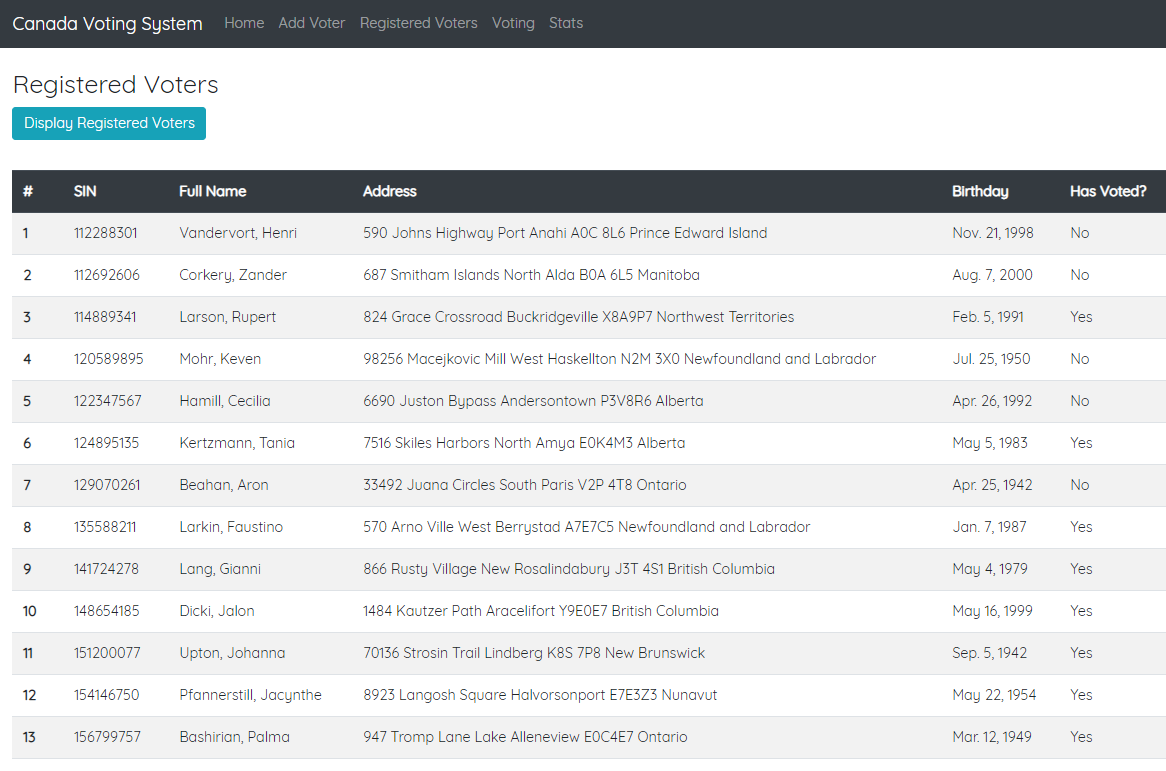 Canada Voting System Home Add Voter Registered Voters Voting Stats
Registered Voters
Display Registered Voters
# SIN Full Name Address Birthday Has Voted?
1 112288301 Vandervort, Henri 590 Johns Highway Port Anahi A0C 8L6 Prince Edward Island Nov. 21, 1998 No
2 112692606 Corkery, Zander 687 Smitham Islands North Alda B0A 6L5 Manitoba Aug. 7, 2000 No
3 114889341 Larson, Rupert 824 Grace Crossroad Buckridgeville X8A9P7 Northwest Territories Feb. 5, 1991 Yes
4 120589895 Mohr, Keven 98256 Macejkovic Mill West Haskellton N2M 3X0 Newfoundland and Labrador Jul. 25, 1950 No
5 122347567 Hamill, Cecilia 6690 Juston Bypass Andersontown P3V8R6 Alberta Apr. 26, 1992 No
6 124895135 Kertzmann, Tania 7516 Skiles Harbors North Amya E0K4M3 Alberta May 5, 1983 Yes
7 129070261 Beahan, Aron 33492 Juana Circles South Paris V2P 4T8 Ontario Apr. 25, 1942 No
8 135588211 Larkin, Faustino 570 Arno Ville West Berrystad A7E7C5 Newfoundland and Labrador Jan. 7, 1987 Yes
9 141724278 Lang, Gianni 866 Rusty Village New Rosalindabury J3T 4S1 British Columbia May 4, 1979 Yes
10 148654185 Dicki, Jalon 1484 Kautzer Path Aracelifort Y9E0E7 British Columbia May 16, 1999 Yes
11 151200077 Upton, Johanna 70136 Strosin Trail Lindberg K8S 7P8 New Brunswick Sep. 5, 1942 Yes
12 154146750 Pfannerstill, Jacynthe 8923 Langosh Square Halvorsonport E7E3Z3 Nunavut May 22, 1954 Yes
13 156799757 Bashirian, Palma 947 Tromp Lane Lake Alleneview E0C4E7 Ontario Mar. 12, 1949 Yes